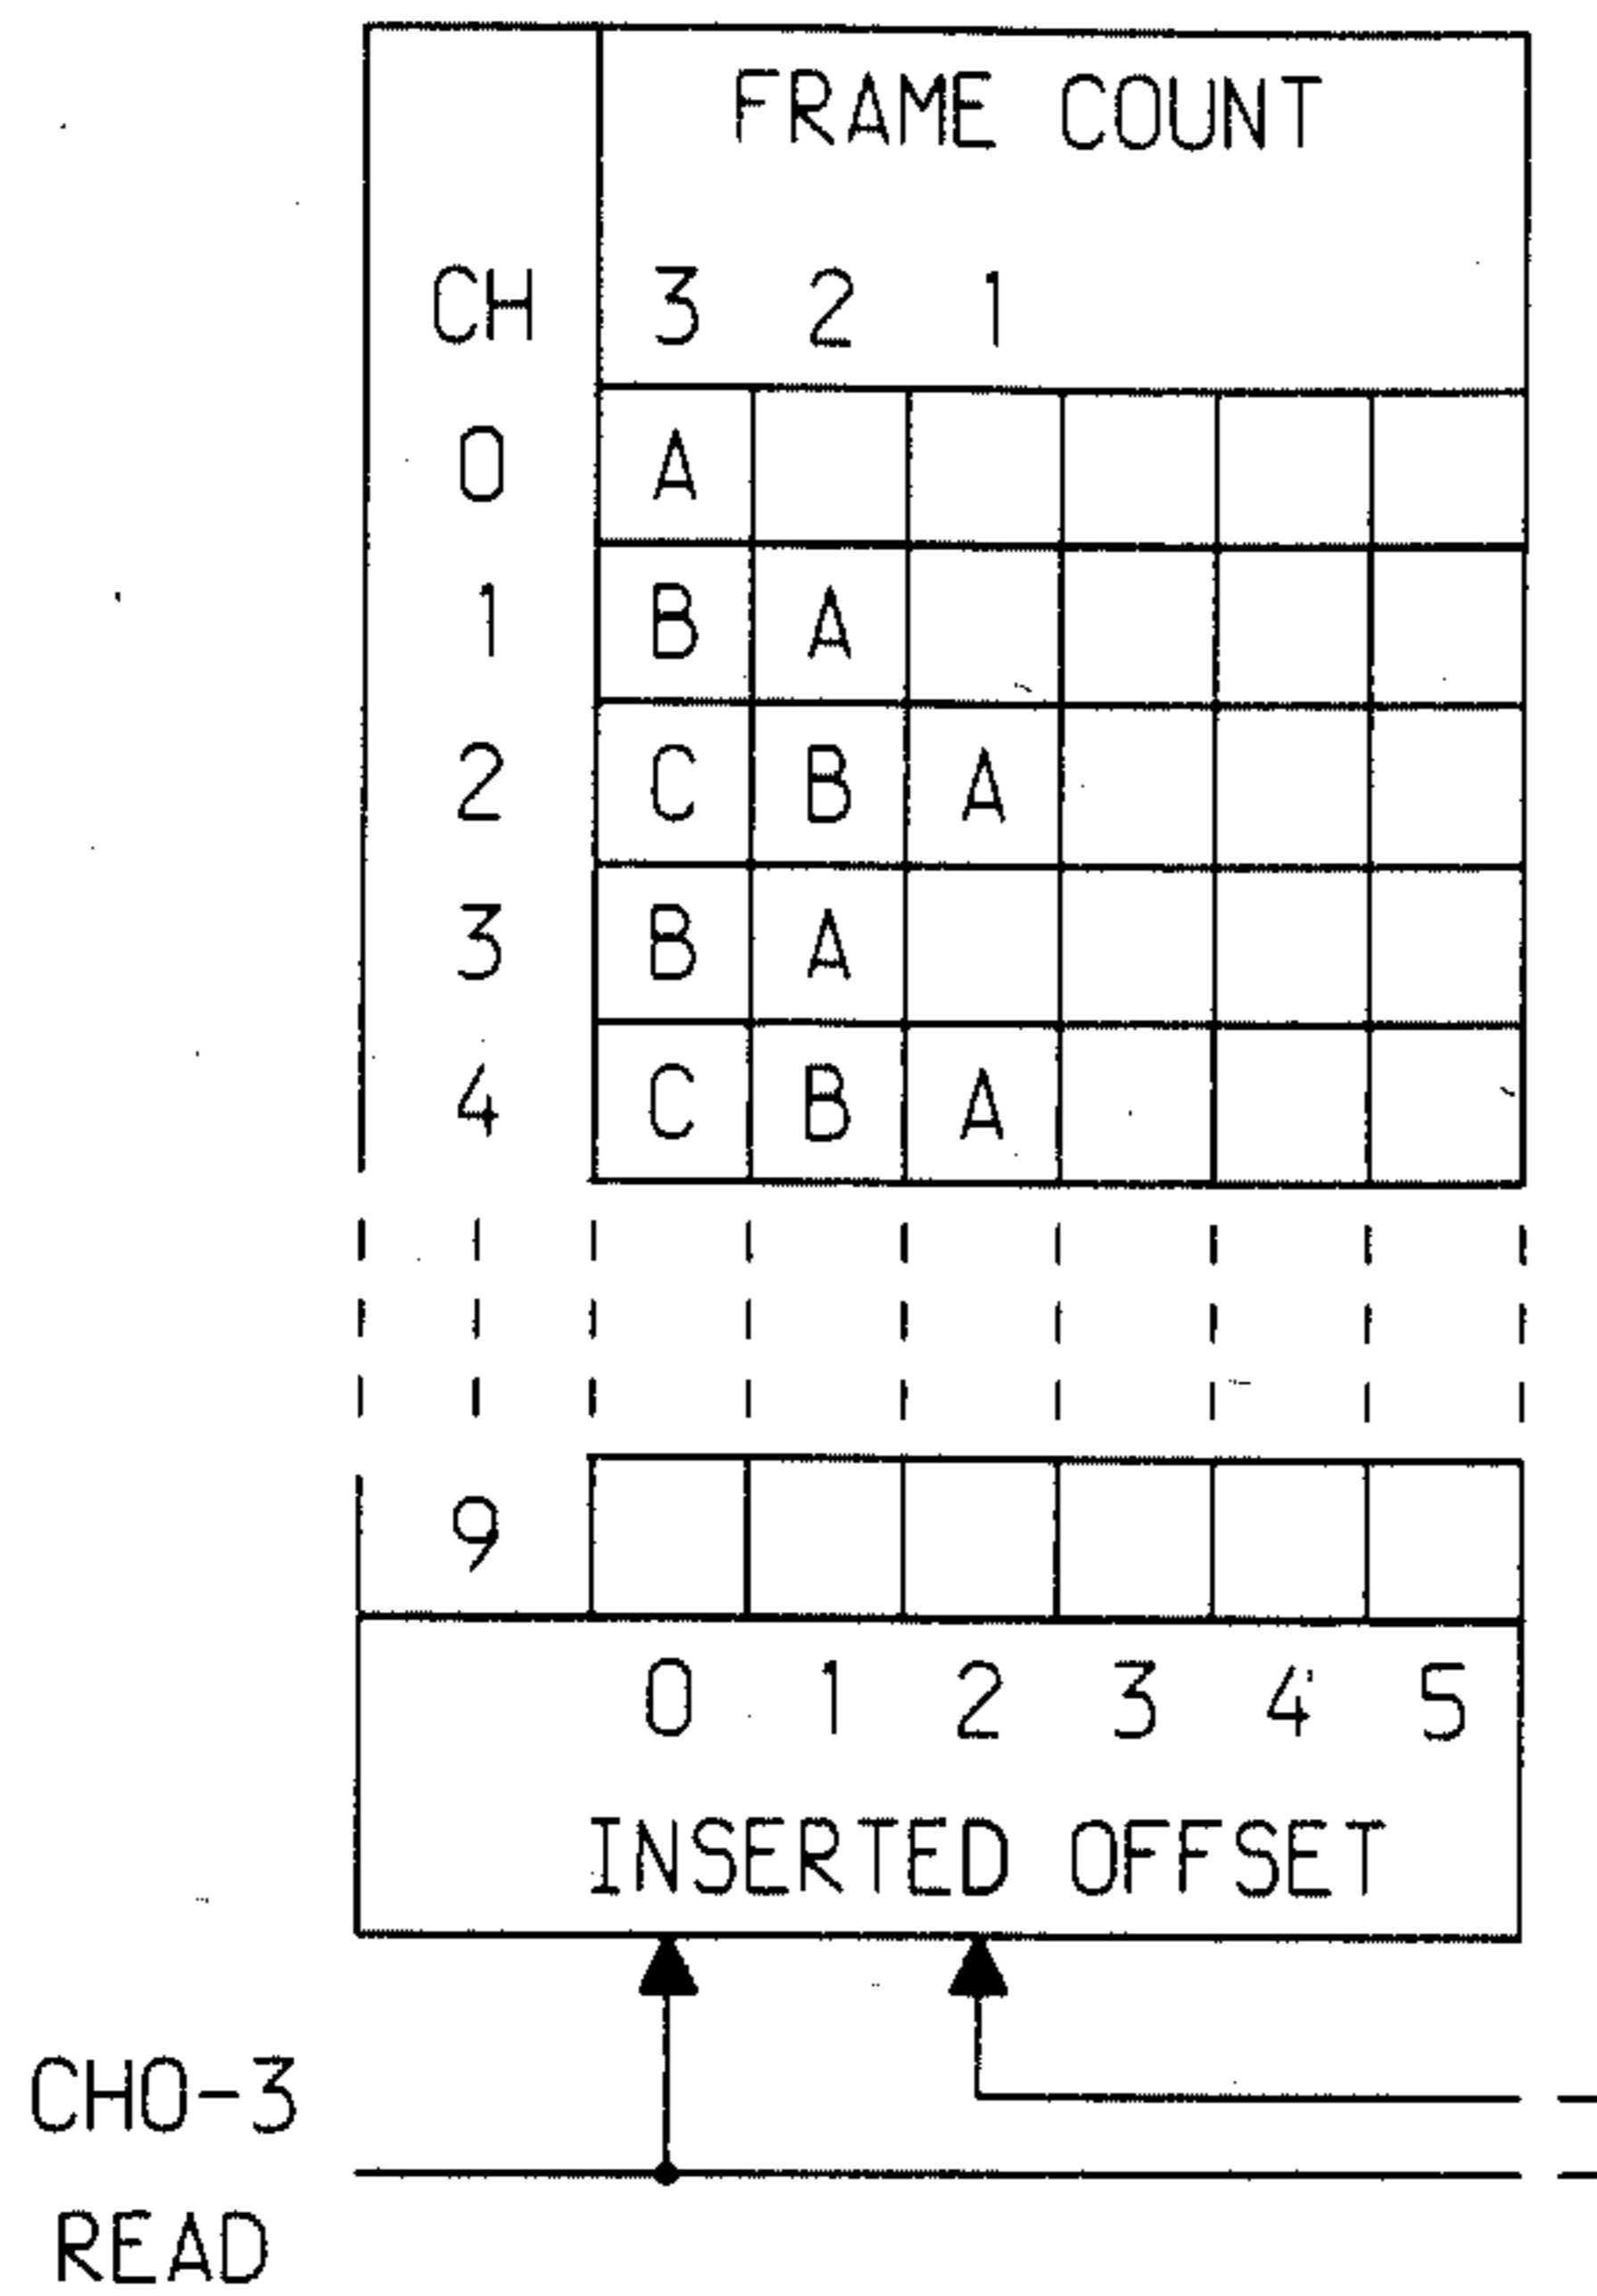 FRAME COUNT
CH 3 2 1
0 A
1 B A
2 C B A
3 B A
4 C B A
9
0 1 2 3 4 5
INSERTED OFFSET
CH0-3
READ